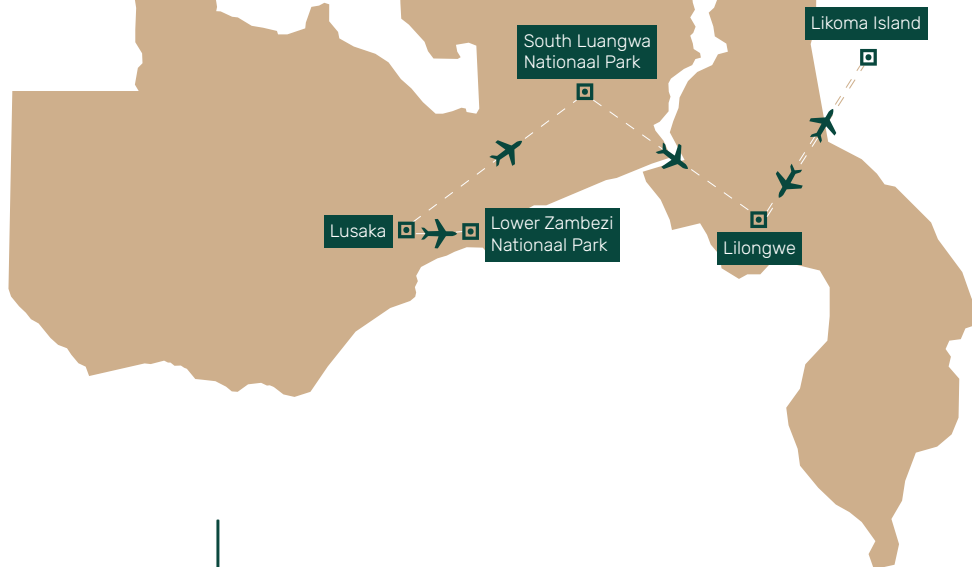 Likoma Island
South Luangwa
Nationaal Park
Lusaka
Lower Zambezi
Nationaal Park
Lilongwe